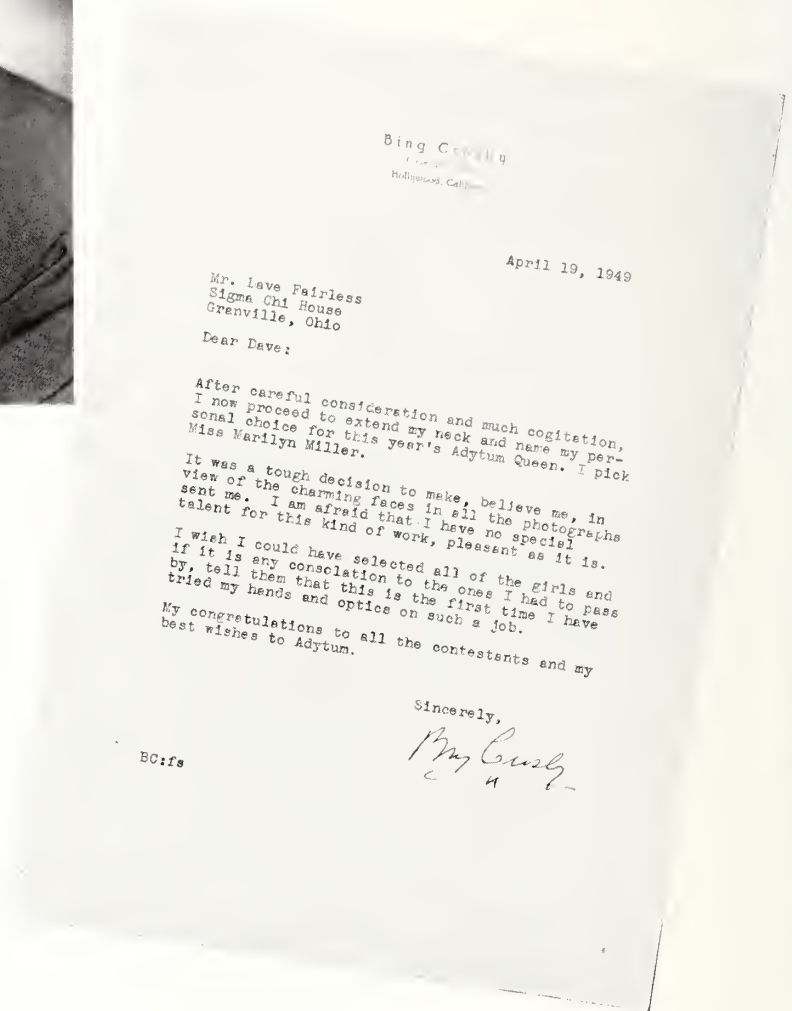 Bing Crosby
Hollywood, Calif
April 19, 1949
Mr. Lave Fairless
Sigma Chi House
Granville, Ohio
Dear Dave:
After careful consideration and much cogitation,
I now proceed to extend my neck and name my per-
sonal choice for this year's Adytum Queen. I pick
Miss Marilyn Miller.
It was a tough decision to make, believe me, in
view of the charming faces in all the photographs
sent me. I am afraid that I have no special
talent for this kind of work, pleasant as it is.
I wish I could have selected all of the girls and
if it is any consolation to the ones I had to pass
by, tell them that this is the first time I have
tried my hands and optics on such a job.
My congratulations to all the contestants and my
best wishes to Adytum.
Sincerely,
Bing Crosby
BC:fs